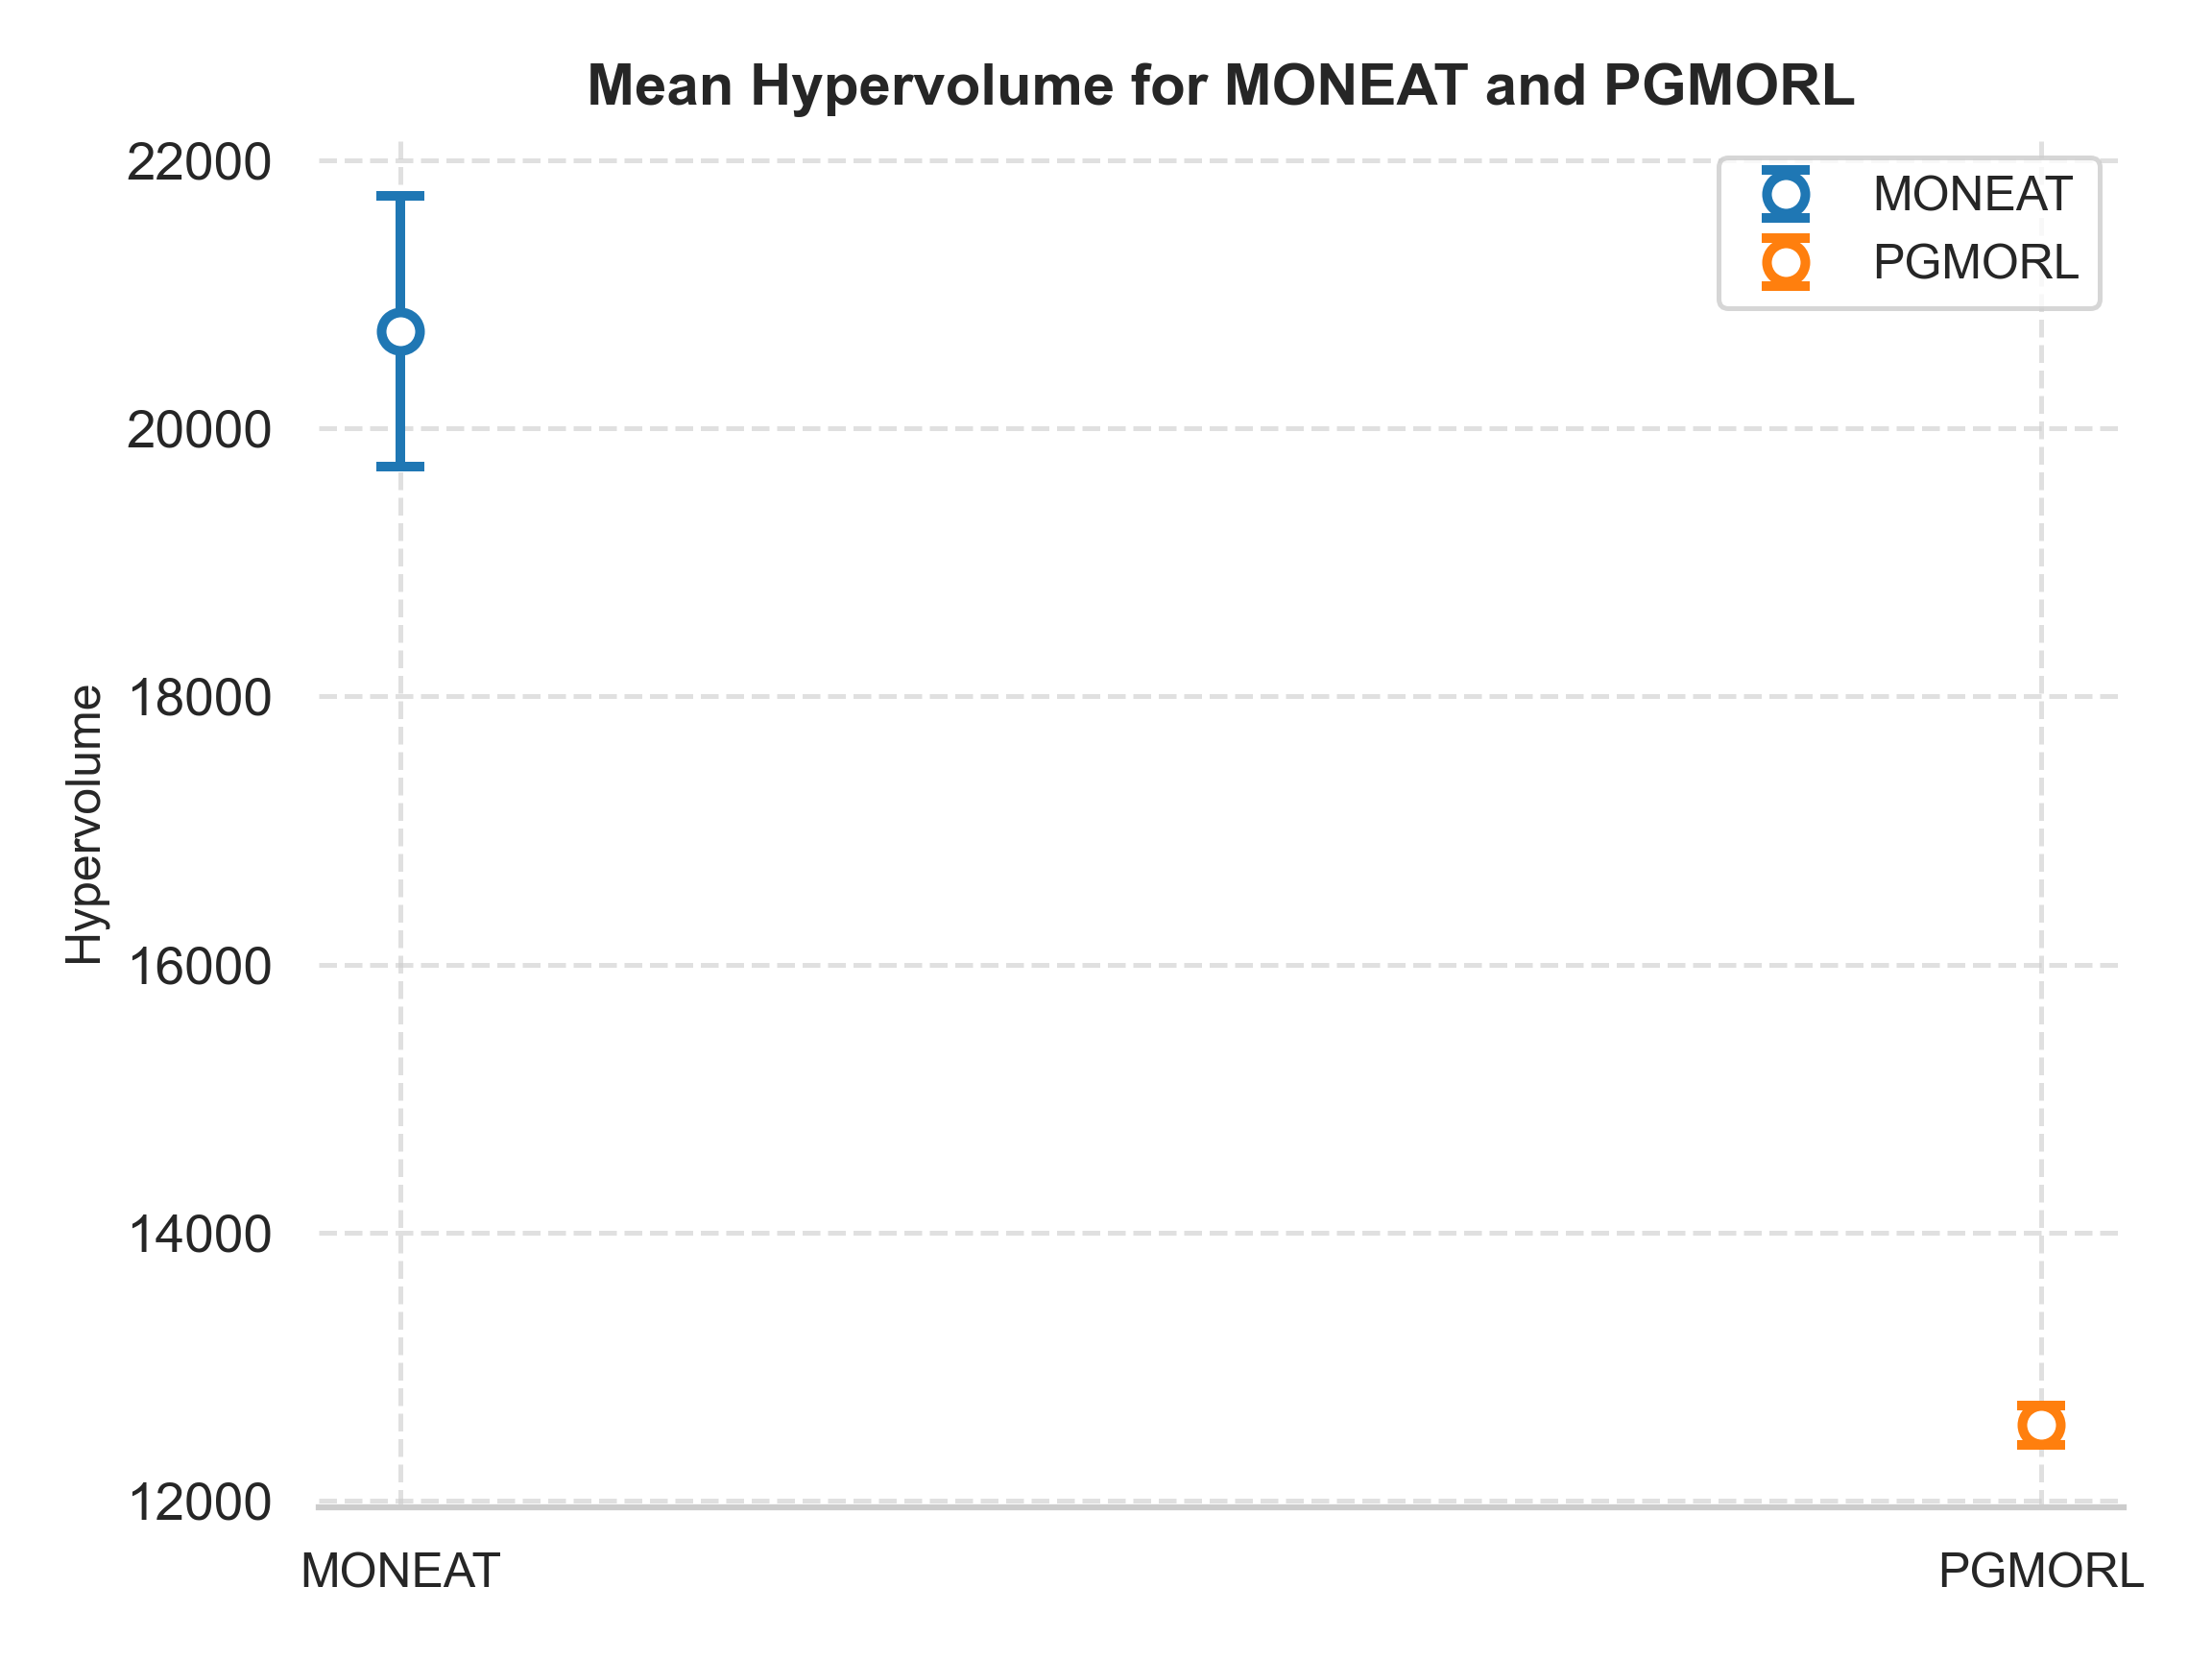 Mean Hypervolume for MONEAT and PGMORL
22000
20000
18000
16000
14000
12000
Hypervolume
MONEAT
PGMORL
MONEAT
PGMORL